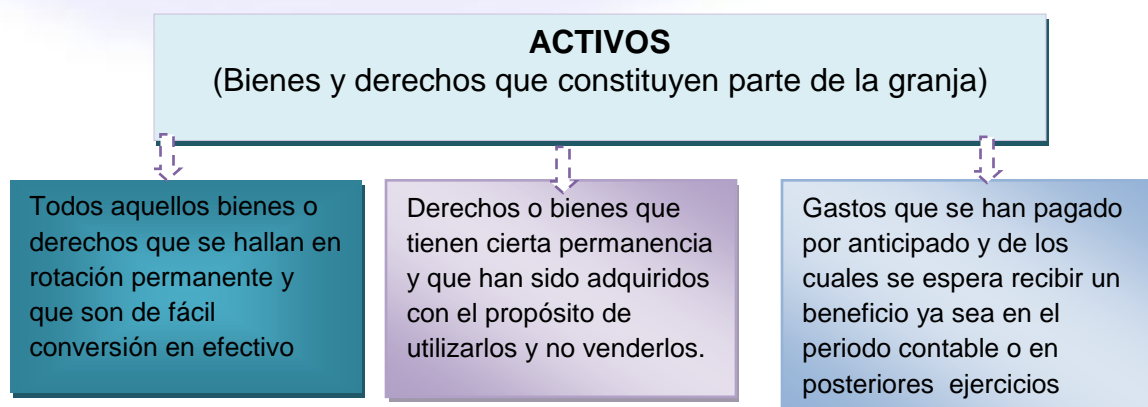 ACTIVOS
(Bienes y derechos que constituyen parte de la granja)
Todos aquellos bienes o
derechos que se hallan en
rotación permanente y
que son de fácil
conversión en efectivo
Derechos o bienes que
tienen cierta permanencia
y que han sido adquiridos
con el propósito de
utilizarlos y no venderlos.
Gastos que se han pagado
por anticipado y de los
cuales se espera recibir un
beneficio ya sea en el
periodo contable o en
posteriores ejercicios